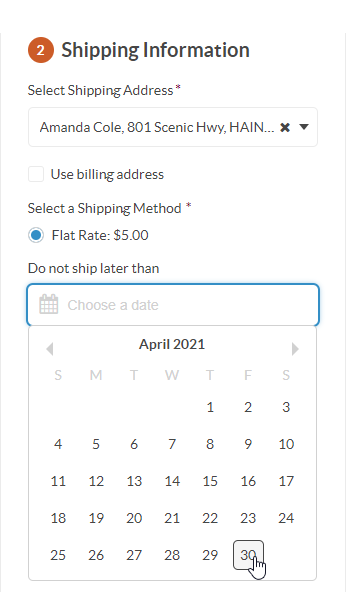 2 Shipping Information
Select Shipping Address *
Amanda Cole, 801 Scenic Hwy, HAIN...
Use billing address
Select a Shipping Method *
Flat Rate: $5.00
Do not ship later than
Choose a date
April 2021
S M T W T F S
1 2 3
4 5 6 7 8 9 10
11 12 13 14 15 16 17
18 19 20 21 22 23 24
25 26 27 28 29 30